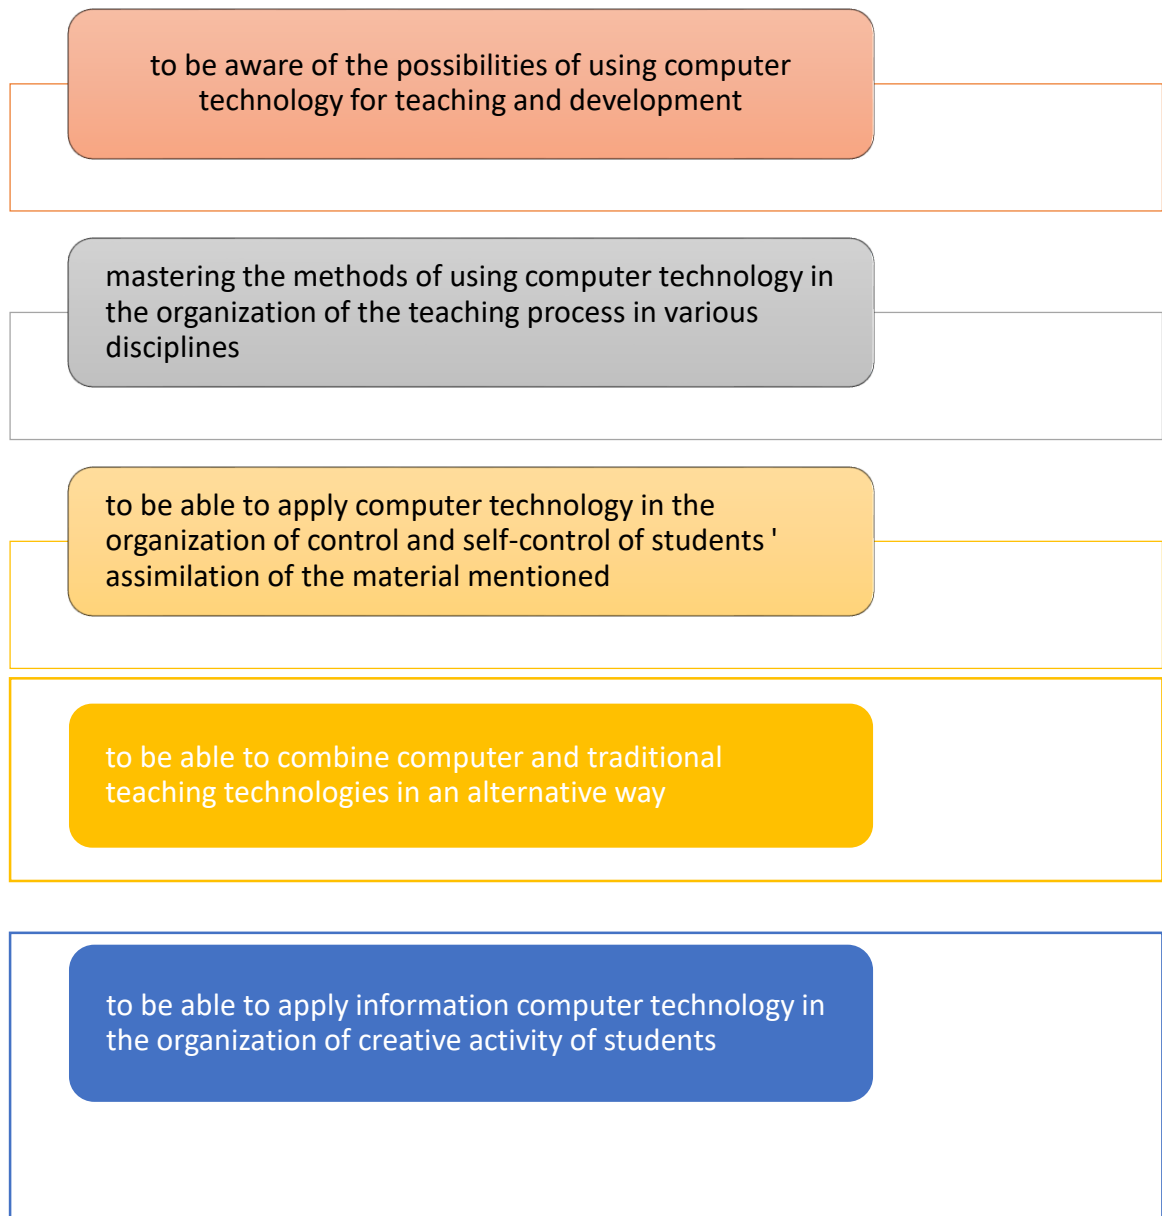 to be aware of the possibilities of using computer
technology for teaching and development
mastering the methods of using computer technology in
the organization of the teaching process in various
disciplines
to be able to apply computer technology in the
organization of control and self-control of students '
assimilation of the material mentioned
to be able to combine computer and traditional
teaching technologies in an alternative way
to be able to apply information computer technology in
the organization of creative activity of students